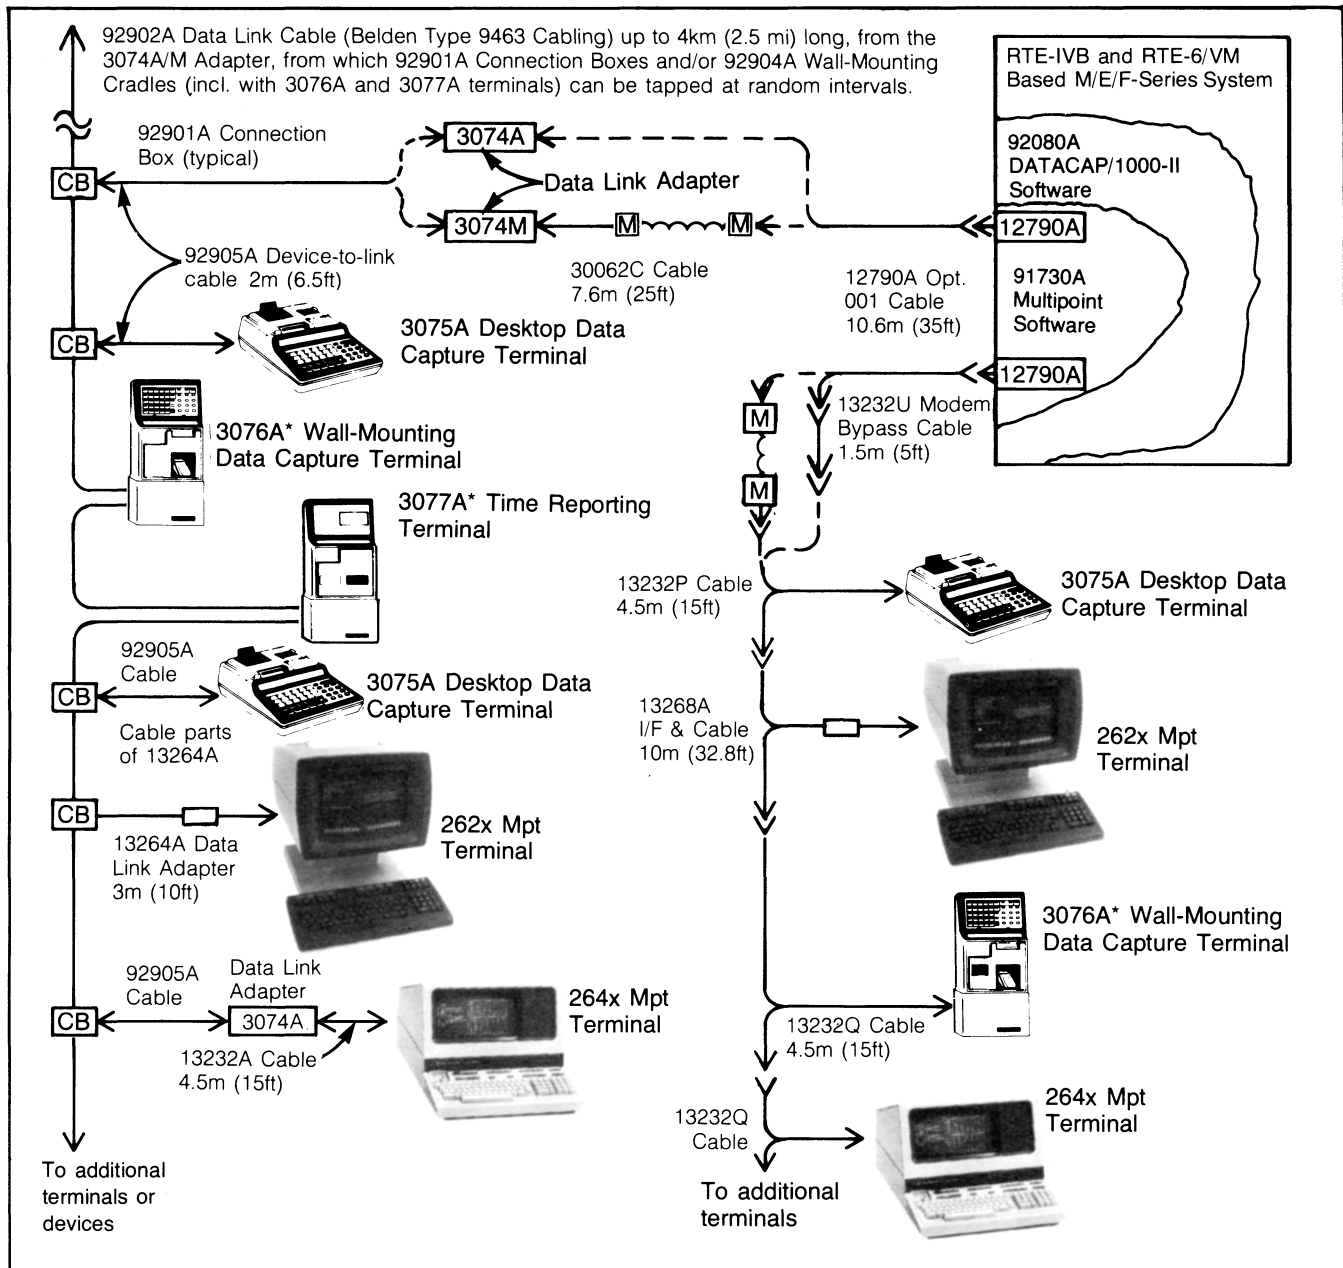 92902A Data Link Cable (Belden Type 9463 Cabling) up to 4km (2.5 mi) long, from the
3074A/M Adapter, from which 92901A Connection Boxes and/or 92904A Wall-Mounting
Cradles (incl. with 3076A and 3077A terminals) can be tapped at random intervals.
RTE-IVB and RTE-6/VM
Based M/E/F-Series System
92901A Connection
Box (typical)
3074A
92080A
DATACAP/1000-II
Software
CB
Data Link Adapter
3074M
M
M
12790A
92905A Device-to-link
cable 2m (6.5ft)
30062C Cable
7.6m (25ft)
12790A Opt.
001 Cable
10.6m (35ft)
91730A
Multipoint
Software
CB
3075A Desktop Data
Capture Terminal
12790A
M
13232U Modem
Bypass Cable
1.5m (5ft)
3076A* Wall-Mounting
Data Capture Terminal
M
3077A* Time Reporting
Terminal
13232P Cable
4.5m (15ft)
3075A Desktop Data
Capture Terminal
92905A
Cable
CB
3075A Desktop Data
Capture Terminal
Cable parts
of 13264A
13268A
I/F & Cable
10m (32.8ft)
262x Mpt
Terminal
CB
13264A Data
Link Adapter
3m (10ft)
262x Mpt
Terminal
3076A* Wall-Mounting
Data Capture Terminal
92905A
Cable
Data Link
Adapter
CB
3074A
264x Mpt
Terminal
13232A Cable
4.5m (15ft)
13232Q Cable
4.5m (15ft)
13232Q
Cable
264x Mpt
Terminal
To additional
terminals or
devices
To additional
terminals